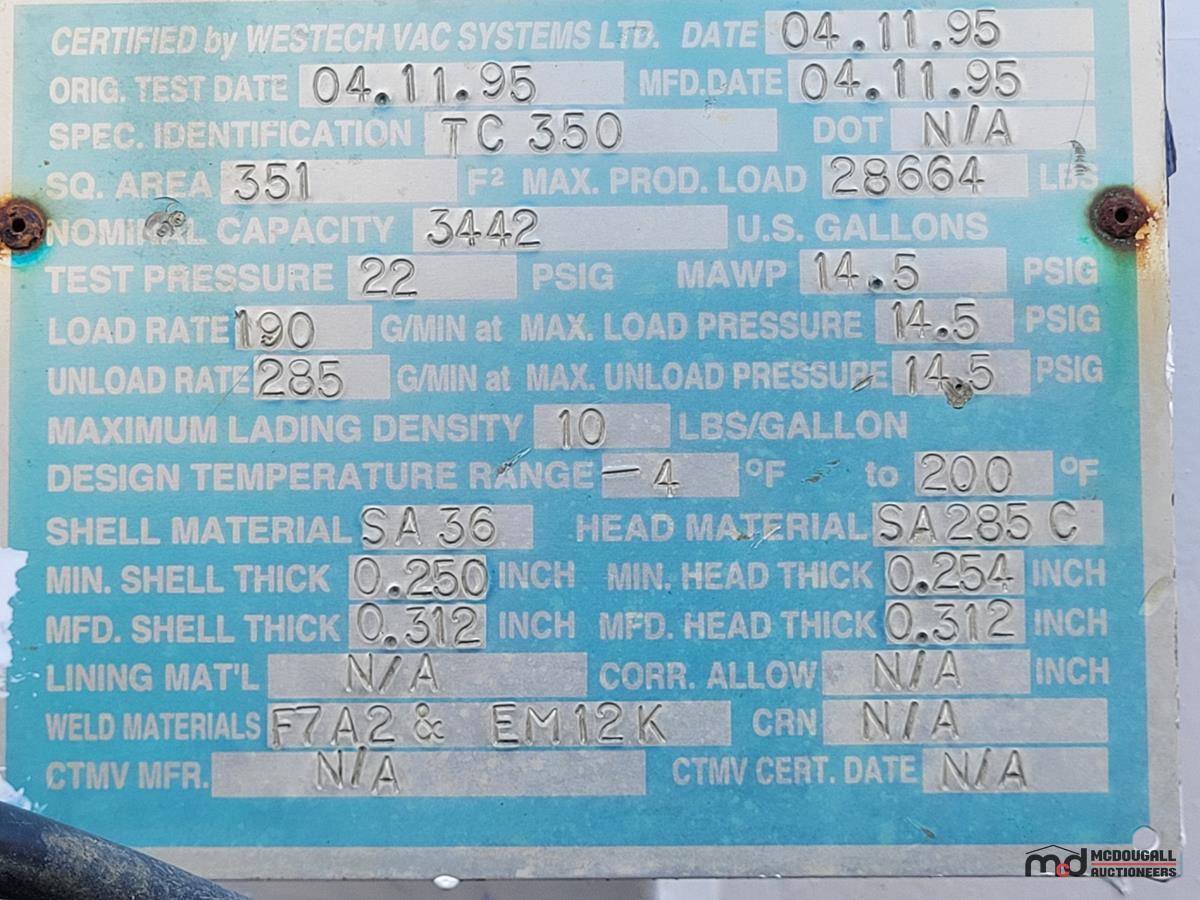 CERTIFIED by WESTECH VAC SYSTEMS LTD. DATE 04.11.95
ORIG. TEST DATE 04.11.95 MFD.DATE 04.11.95
SPEC. IDENTIFICATION TC 350 DOT N/A
SQ. AREA 351 F² MAX. PROD. LOAD 28664 LBS
NOMINAL CAPACITY 3442 U.S. GALLONS
TEST PRESSURE 22 PSIG MAWP 14.5 PSIG
LOAD RATE 190 G/MIN at MAX. LOAD PRESSURE 14.5 PSIG
UNLOAD RATE 285 G/MIN at MAX. UNLOAD PRESSURE 14.5 PSIG
MAXIMUM LADING DENSITY 10 LBS/GALLON
DESIGN TEMPERATURE RANGE -4 °F to 200 °F
SHELL MATERIAL SA 36 HEAD MATERIAL SA 285 C
MIN. SHELL THICK 0.250 INCH MIN. HEAD THICK 0.254 INCH
MFD. SHELL THICK 0.312 INCH MFD. HEAD THICK 0.312 INCH
LINING MAT'L N/A CORR. ALLOW N/A INCH
WELD MATERIALS F7A2 & EM12K CRN N/A
CTMV MFR. N/A CTMV CERT. DATE N/A
mcd MCDOUGALL
AUCTIONEERS